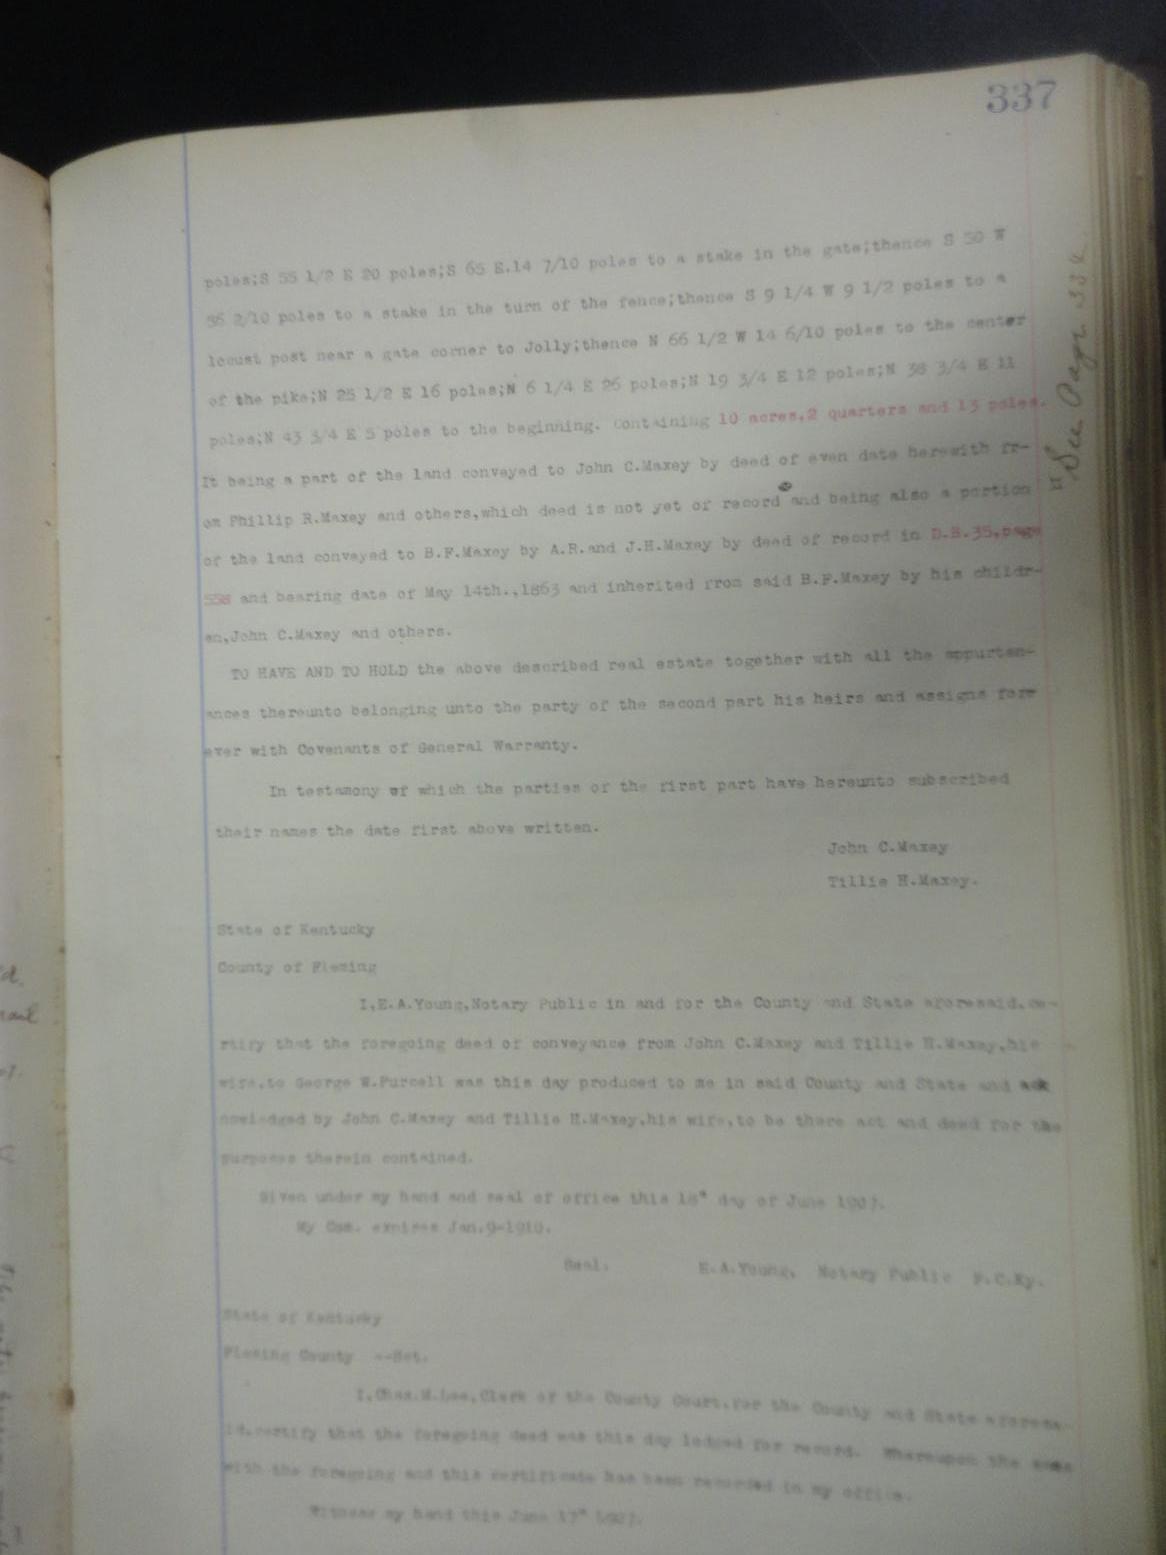 337
poles;S 55 1/2 E 20 poles;S 65 E.14 7/10 poles to a stake in the gate;thence S 50 W
36 2/10 poles to a stake in the turn of the fence;thence S 9 1/4 W 9 1/2 poles to a
locust post near a gate corner to Jolly;thence N 66 1/2 W 14 6/10 poles to the center
of the pike;N 25 1/2 E 16 poles;N 6 1/4 E 26 poles;N 19 3/4 E 12 poles;N 38 3/4 E 11
poles;N 43 3/4 E 5 poles to the beginning. Containing 10 acres,2 quarters and 13 poles.
It being a part of the land conveyed to John C.Maxey by deed of even date herewith fr-
om Phillip R.Maxey and others,which deed is not yet of record and being also a portion
of the land conveyed to B.F.Maxey by A.R.and J.H.Maxey by deed of record in D.B.35,page
558 and bearing date of May 14th.,1863 and inherited from said B.F.Maxey by his childr-
en,John C.Maxey and others.
TO HAVE AND TO HOLD the above described real estate together with all the appurten-
ances thereunto belonging unto the party of the second part his heirs and assigns for-
ever with Covenants of General Warranty.
In testamony of which the parties of the first part have hereunto subscribed
their names the date first above written.
John C.Maxey
Tillie H.Maxey.
State of Kentucky
County of Fleming
I,E.A.Young,Notary Public in and for the County and State aforesaid,ce-
rtify that the foregoing deed of conveyance from John C.Maxey and Tillie H.Maxey,his
wife,to George W.Purcell was this day produced to me in said County and State and ack
nowledged by John C.Maxey and Tillie H.Maxey,his wife,to be there act and deed for the
purposes therein contained.
Given under my hand and seal of office this day of June 1907.
My Com. expires Jan.9-1910.
Seal. E.A.Young, Notary Public F.C.Ky.
State of Kentucky
Fleming County --Sct.
I,Chas.M.Lee,Clerk of the County Court,for the County and State aforesa-
id,certify that the foregoing deed was this day lodged for record. Whereupon the same
with the foregoing and this certificate has been recorded in my office.
Witness my hand this June 17" 1907.
"See Page 334